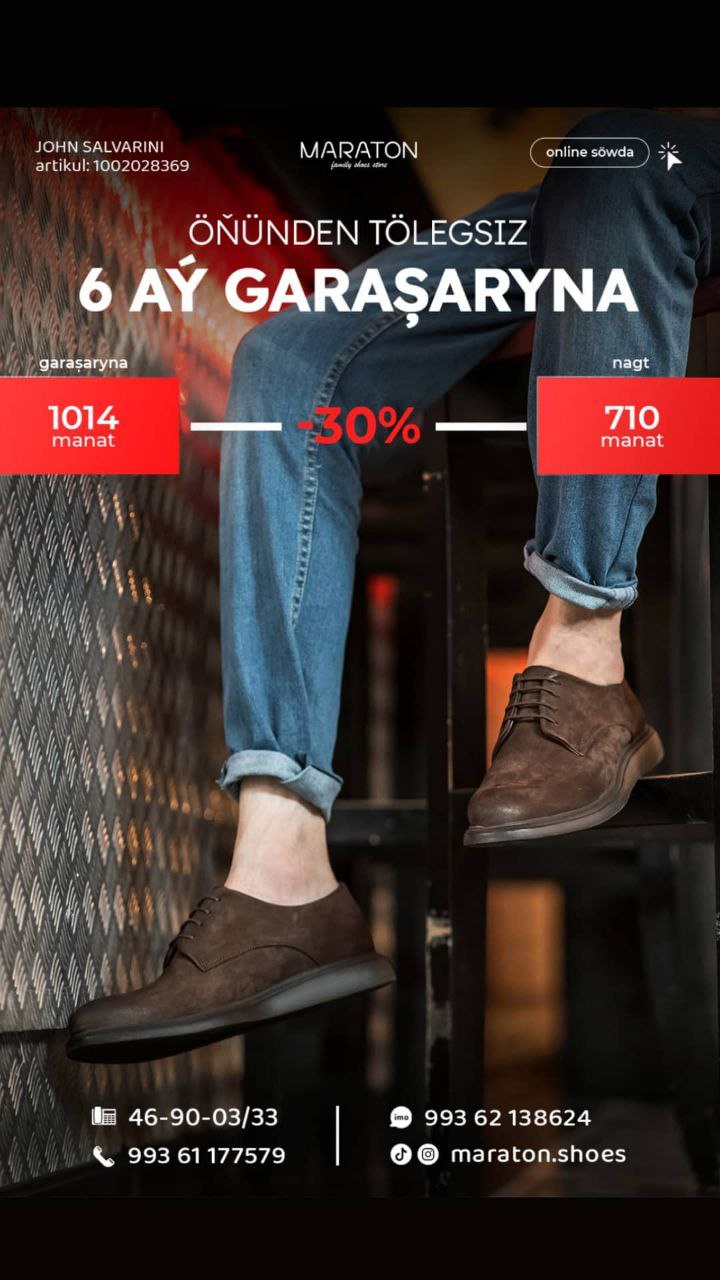 JOHN SALVARINI
artikul: 1002028369
MARATON
family shoes store
online söwda
ÖŇÜNDEN TÖLEGSIZ
6 AÝ GARAŞARYNA
garaşaryna
1014
manat
-30%
nagt
710
manat
46-90-03/33
993 61 177579
imo 993 62 138624
maraton.shoes